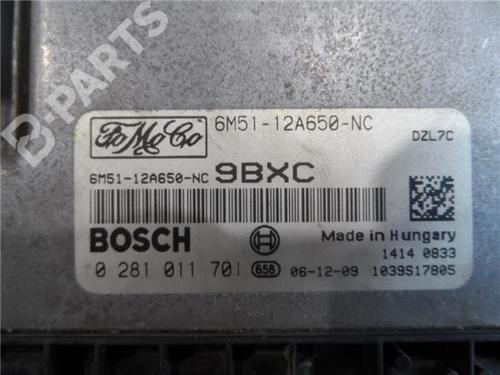 B-PARTS
FoMoCo
6M51-12A650-NC
DZL7C
6M51-12A650-NC 9BXC
BOSCH
Made in Hungary
1414 0833
0 281 011 701 658 06-12-09 1039S17805